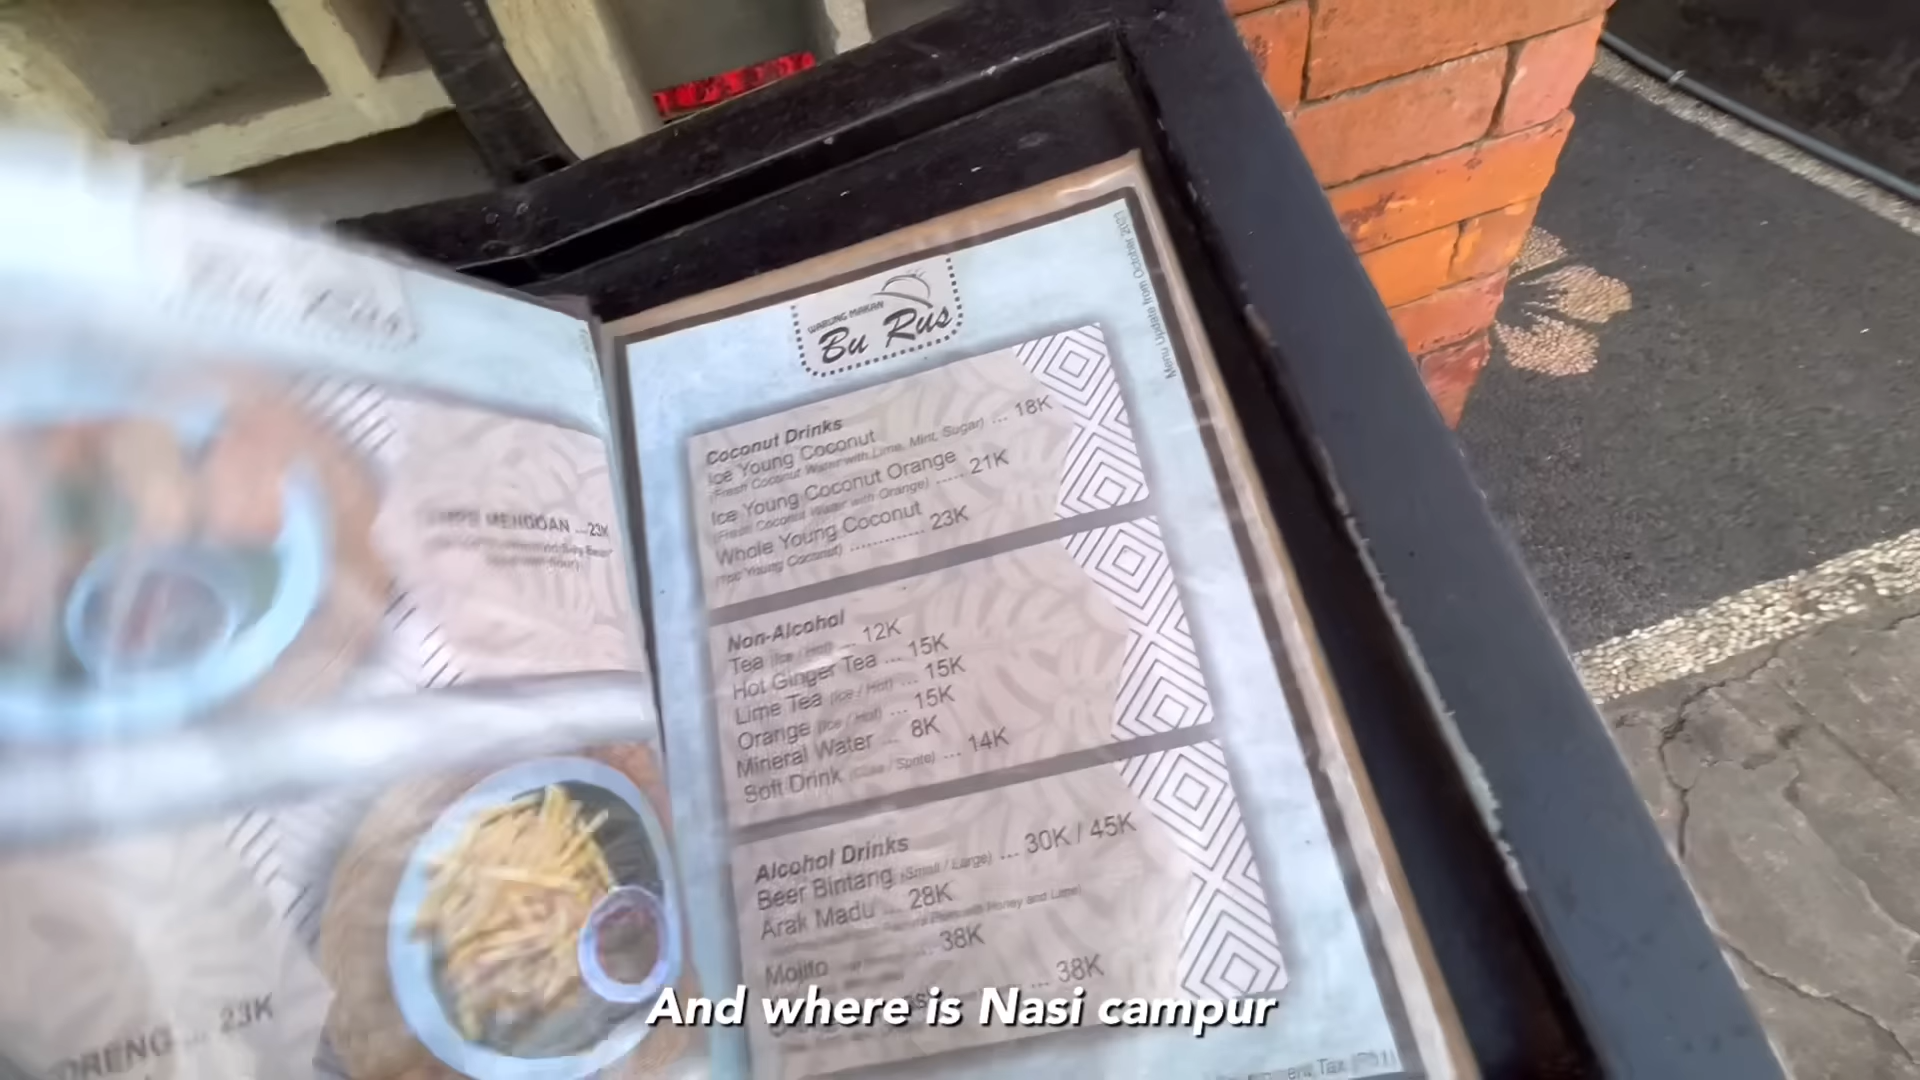 WARUNG MAKAN
Bu Rus
Menu Update from October 2021
Coconut Drinks
Ice Young Coconut ... 18K
(Fresh Coconut Water with Lime, Mint, Sugar)
Ice Young Coconut Orange
(Fresh Coconut Water with Orange) ..... 21K
Whole Young Coconut
Young Coconut) ............ 23K
Non-Alcohol
Tea (Ice / Hot) ... 12K
Hot Ginger Tea ... 15K
Lime Tea (Ice / Hot) ... 15K
Orange (Ice / Hot) ... 15K
Mineral Water ... 8K
Soft Drink (Coke / Sprite) ... 14K
Alcohol Drinks
Beer Bintang (Small / Large) ... 30K / 45K
Arak Madu ... 28K
with Honey and Lime)
Mojito ... 38K
... 38K
MENDOAN ...23K
... 23K
Tax
And where is Nasi campur